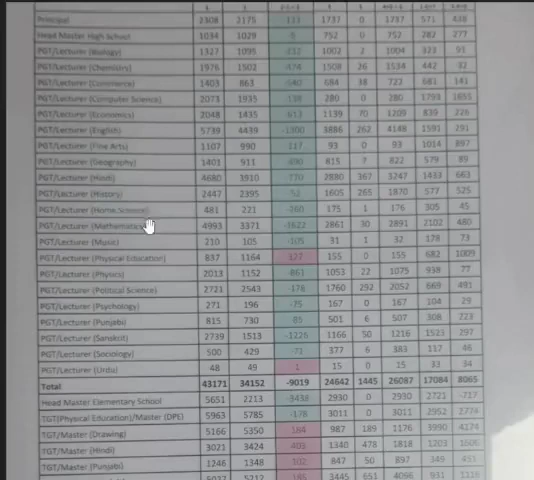 Principal 2308 2175 -133 1737 0 1737 571 438
Head Master High School 1034 1029 -5 752 0 752 282 277
PGT/Lecturer (Biology) 1327 1095 -232 1002 2 1004 323 91
PGT/Lecturer (Chemistry) 1976 1502 -474 1508 26 1534 442 32
PGT/Lecturer (Commerce) 1403 863 -540 684 38 722 681 141
PGT/Lecturer (Computer Science) 2073 1935 -138 280 0 280 1793 1655
PGT/Lecturer (Economics) 2048 1435 -613 1139 70 1209 839 226
PGT/Lecturer (English) 5739 4439 -1300 3886 262 4148 1591 291
PGT/Lecturer (Fine Arts) 1107 990 -117 93 0 93 1014 897
PGT/Lecturer (Geography) 1401 911 -490 815 7 822 579 89
PGT/Lecturer (Hindi) 4680 3910 -770 2880 367 3247 1433 663
PGT/Lecturer (History) 2447 2395 -52 1605 265 1870 577 525
PGT/Lecturer (Home Science) 481 221 -260 175 1 176 305 45
PGT/Lecturer (Mathematics) 4993 3371 -1622 2861 30 2891 2102 480
PGT/Lecturer (Music) 210 105 -105 31 1 32 178 73
PGT/Lecturer (Physical Education) 837 1164 327 155 0 155 682 1009
PGT/Lecturer (Physics) 2013 1152 -861 1053 22 1075 938 77
PGT/Lecturer (Political Science) 2721 2543 -178 1760 292 2052 669 491
PGT/Lecturer (Psychology) 271 196 -75 167 0 167 104 29
PGT/Lecturer (Punjabi) 815 730 -85 501 6 507 308 223
PGT/Lecturer (Sanskrit) 2739 1513 -1226 1166 50 1216 1523 297
PGT/Lecturer (Sociology) 500 429 -71 377 6 383 117 46
PGT/Lecturer (Urdu) 48 49 1 15 0 15 33 34
Total 43171 34152 -9019 24642 1445 26087 17084 8065
Head Master Elementary School 5651 2213 -3438 2930 0 2930 2721 -717
TGT(Physical Education)/Master (DPE) 5963 5785 -178 3011 0 3011 2952 2774
TGT/Master (Drawing) 5166 5350 184 987 189 1176 3990 4174
TGT/Master (Hindi) 3021 3424 403 1340 478 1818 1203 1606
TGT/Master (Punjabi) 1246 1348 102 847 50 897 349 451
5212 185 3445 651 4096 931 1116